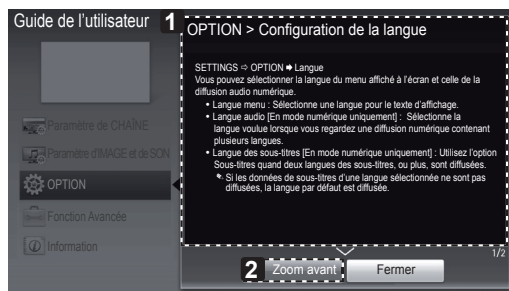 Guide de l'utilisateur
1
OPTION > Configuration de la langue
SETTINGS ⇨ OPTION ➡ Langue
Vous pouvez sélectionner la langue du menu affiché à l'écran et celle de la
diffusion audio numérique.
• Langue menu : Sélectionne une langue pour le texte d'affichage.
• Langue audio [En mode numérique uniquement] : Sélectionne la
langue voulue lorsque vous regardez une diffusion numérique contenant
plusieurs langues.
• Langue des sous-titres [En mode numérique uniquement] : Utilisez l'option
Sous-titres quand deux langues des sous-titres, ou plus, sont diffusées.
Si les données de sous-titres d'une langue sélectionnée ne sont pas
diffusées, la langue par défaut est diffusée.
Paramètre de CHAÎNE
Paramètre d'IMAGE et de SON
OPTION
Fonction Avancée
Information
1/2
2
Zoom avant
Fermer